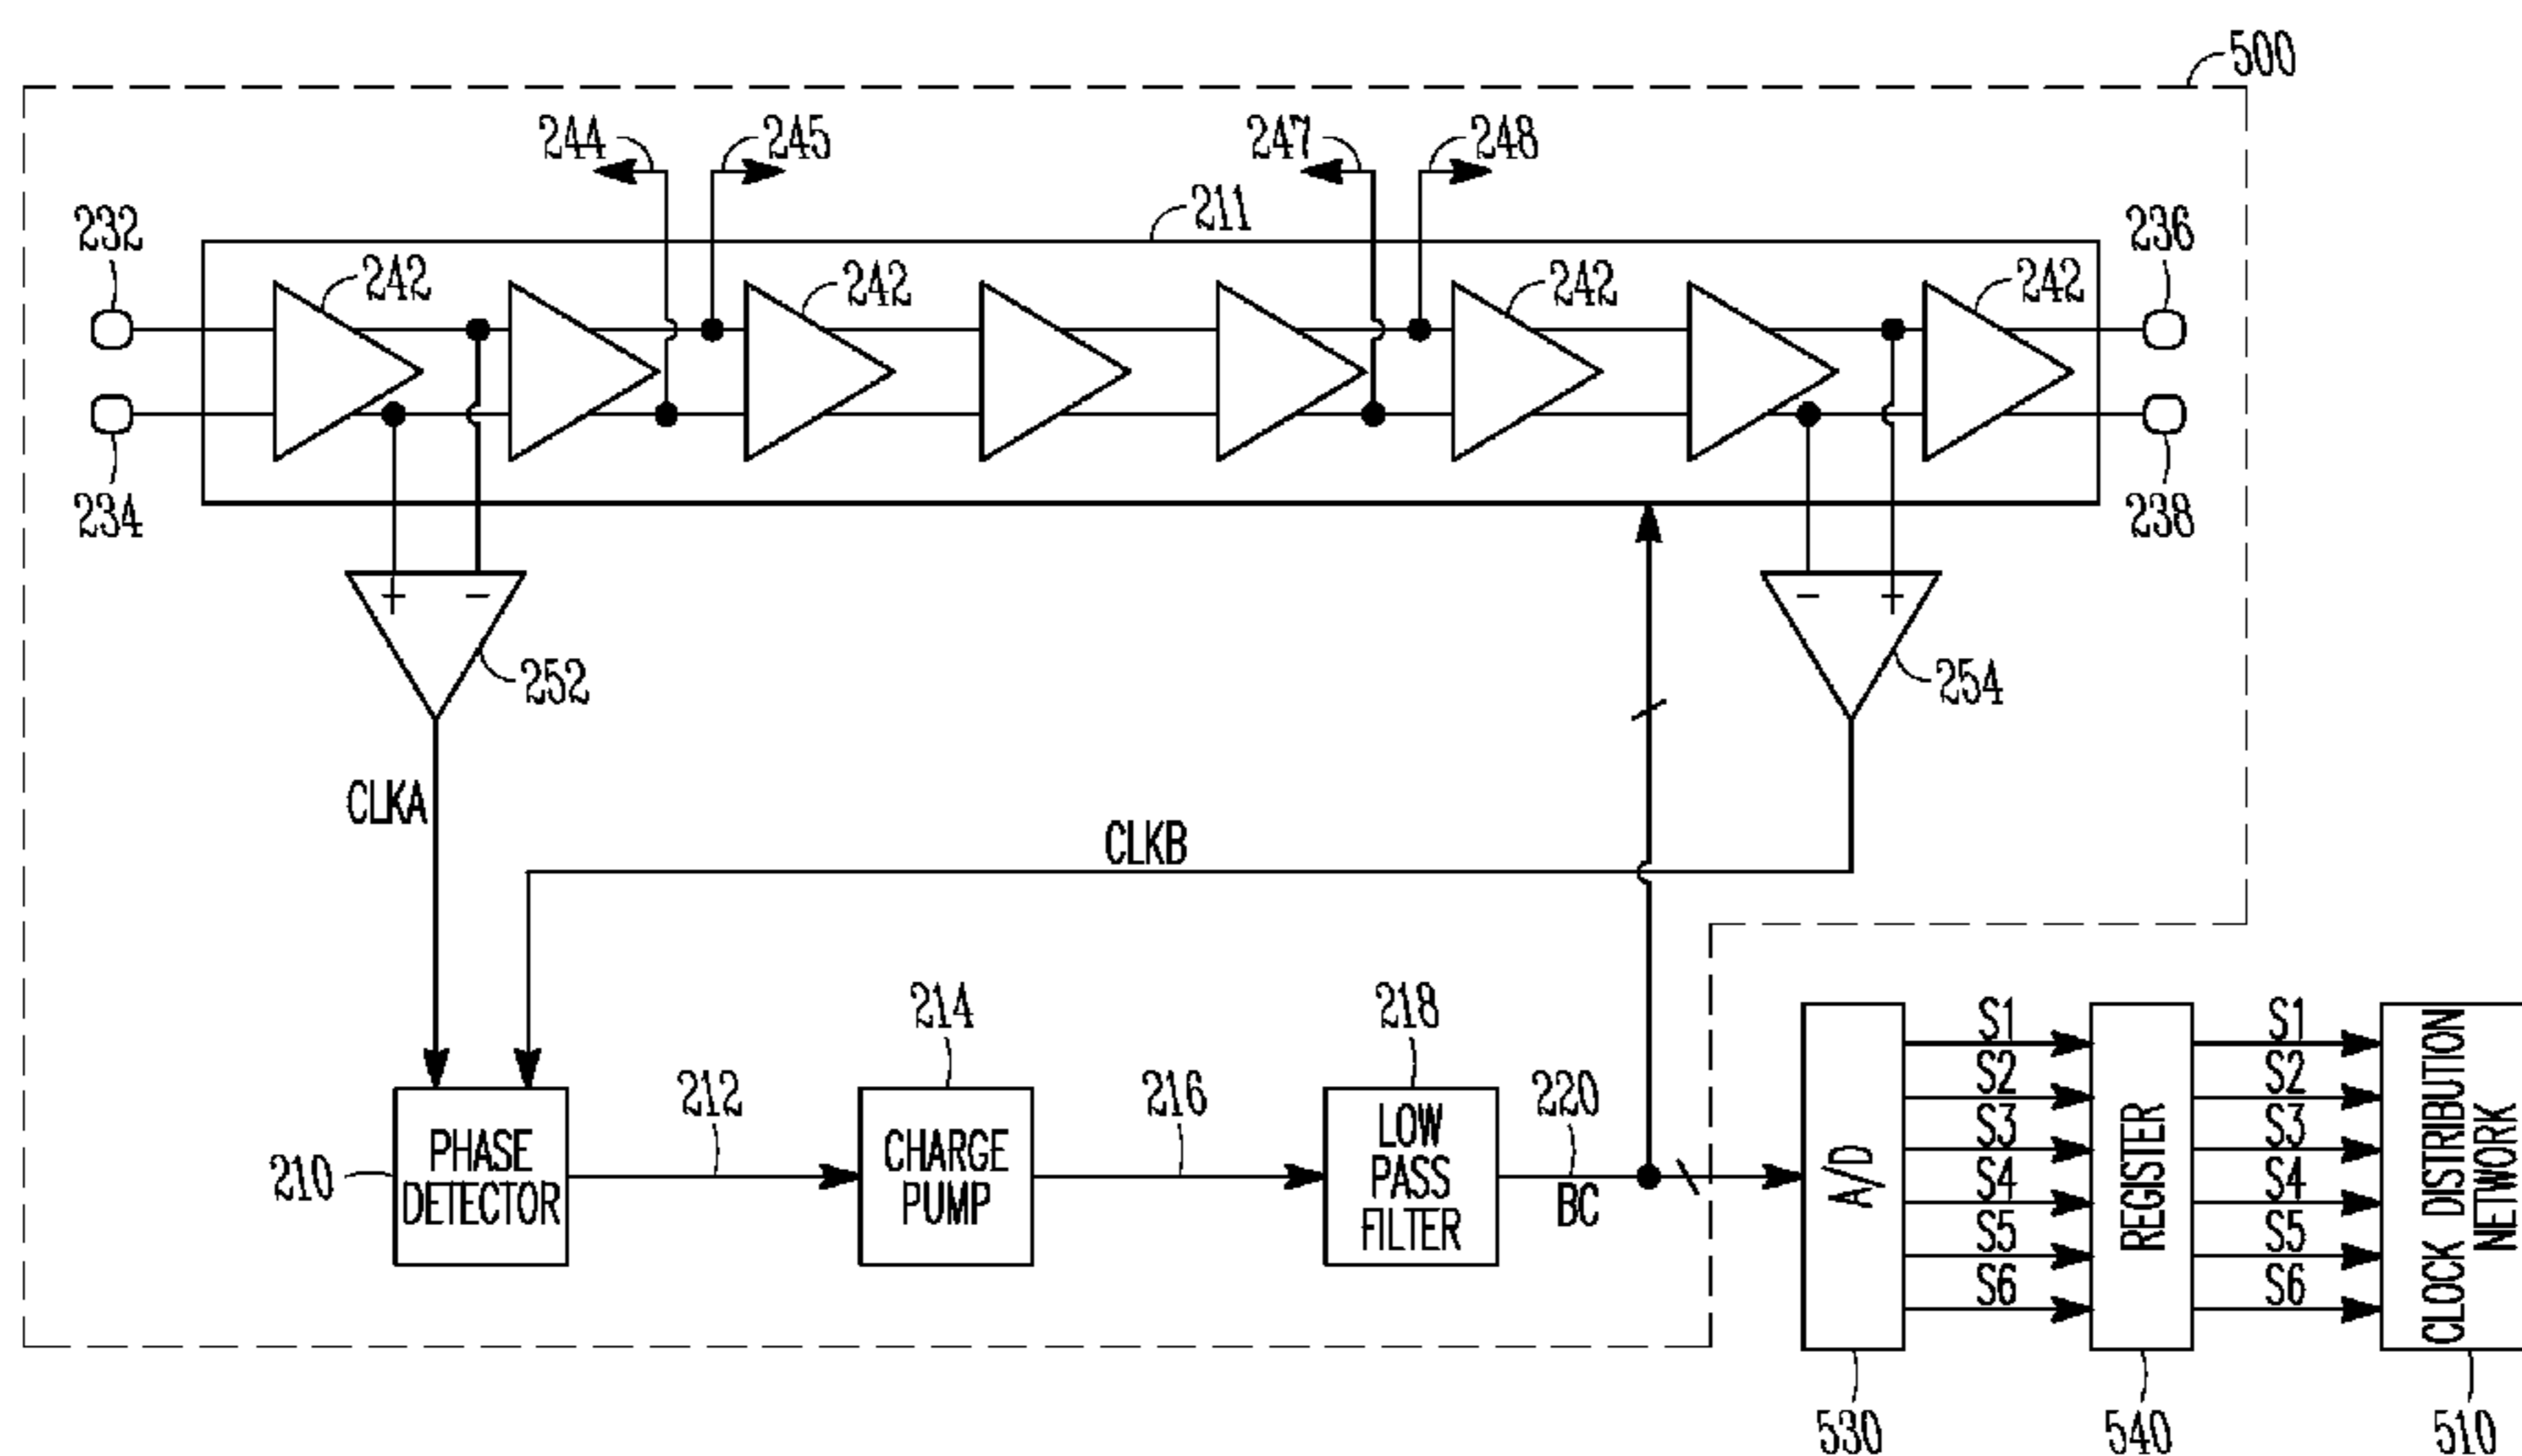 500
244 245 247 248
232 211 236
242 242 242 242
234 238
+ − − +
252 254
CLKA
CLKB
214 218
212 216 220
210
PHASE
DETECTOR
CHARGE
PUMP
LOW
PASS
FILTER
BC
A/D
S1
S2
S3
S4
S5
S6
REGISTER
S1
S2
S3
S4
S5
S6
CLOCK DISTRIBUTION
NETWORK
530 540 510